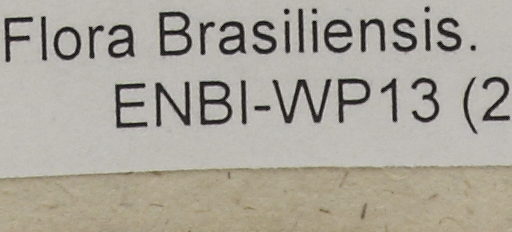 Flora Brasiliensis.
ENBI-WP13 (2